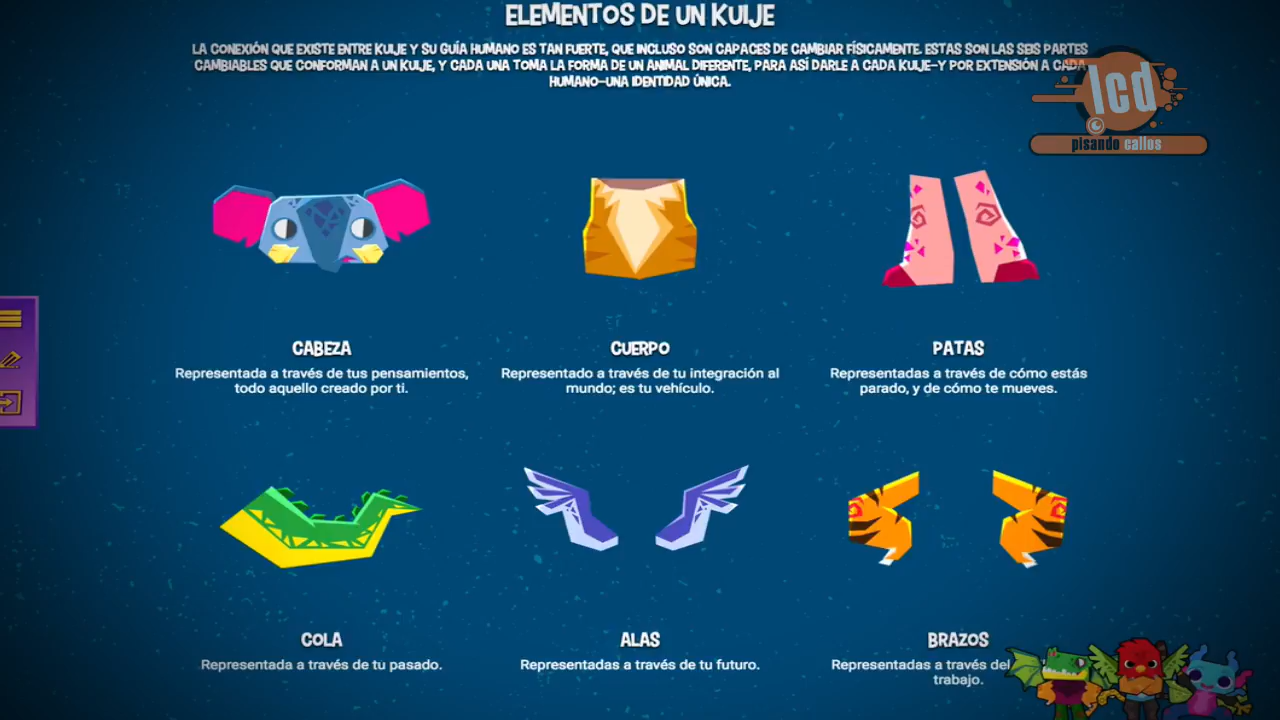 ELEMENTOS DE UN KUIJE
LA CONEXIÓN QUE EXISTE ENTRE KUIJE Y SU GUÍA HUMANO ES TAN FUERTE, QUE INCLUSO SON CAPACES DE CAMBIAR FÍSICAMENTE. ESTAS SON LAS SEIS PARTES
CAMBIABLES QUE CONFORMAN A UN KUIJE, Y CADA UNA TOMA LA FORMA DE UN ANIMAL DIFERENTE, PARA ASÍ DARLE A CADA KUIJE—Y POR EXTENSIÓN A CADA
HUMANO—UNA IDENTIDAD ÚNICA.
lcd
pisando callos
CABEZA
Representada a través de tus pensamientos,
todo aquello creado por ti.
CUERPO
Representado a través de tu integración al
mundo; es tu vehículo.
PATAS
Representadas a través de cómo estás
parado, y de cómo te mueves.
COLA
Representada a través de tu pasado.
ALAS
Representadas a través de tu futuro.
BRAZOS
Representadas a través del
trabajo.